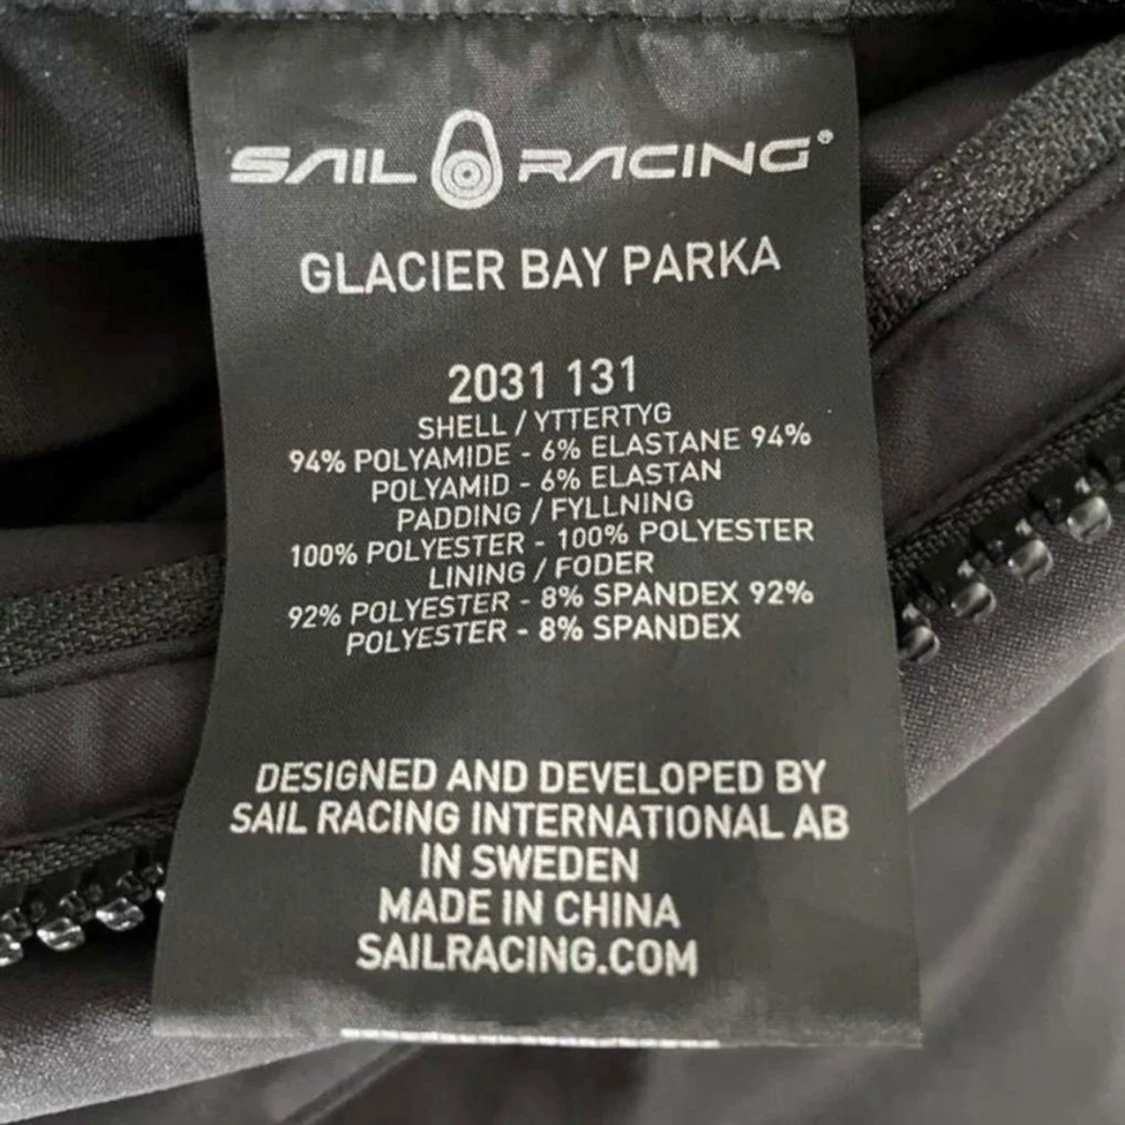 SAIL RACING®
GLACIER BAY PARKA
2031 131
SHELL / YTTERTYG
94% POLYAMIDE - 6% ELASTANE 94%
POLYAMID - 6% ELASTAN
PADDING / FYLLNING
100% POLYESTER - 100% POLYESTER
LINING / FODER
92% POLYESTER - 8% SPANDEX 92%
POLYESTER - 8% SPANDEX
DESIGNED AND DEVELOPED BY
SAIL RACING INTERNATIONAL AB
IN SWEDEN
MADE IN CHINA
SAILRACING.COM